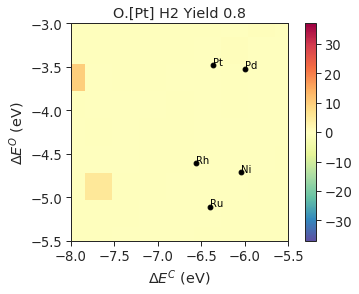 O.[Pt] H2 Yield 0.8
−3.0
−3.5
−4.0
−4.5
−5.0
−5.5
ΔE^O (eV)
Pt
Pd
Rh
Ni
Ru
−8.0 −7.5 −7.0 −6.5 −6.0 −5.5
ΔE^C (eV)
30
20
10
0
−10
−20
−30